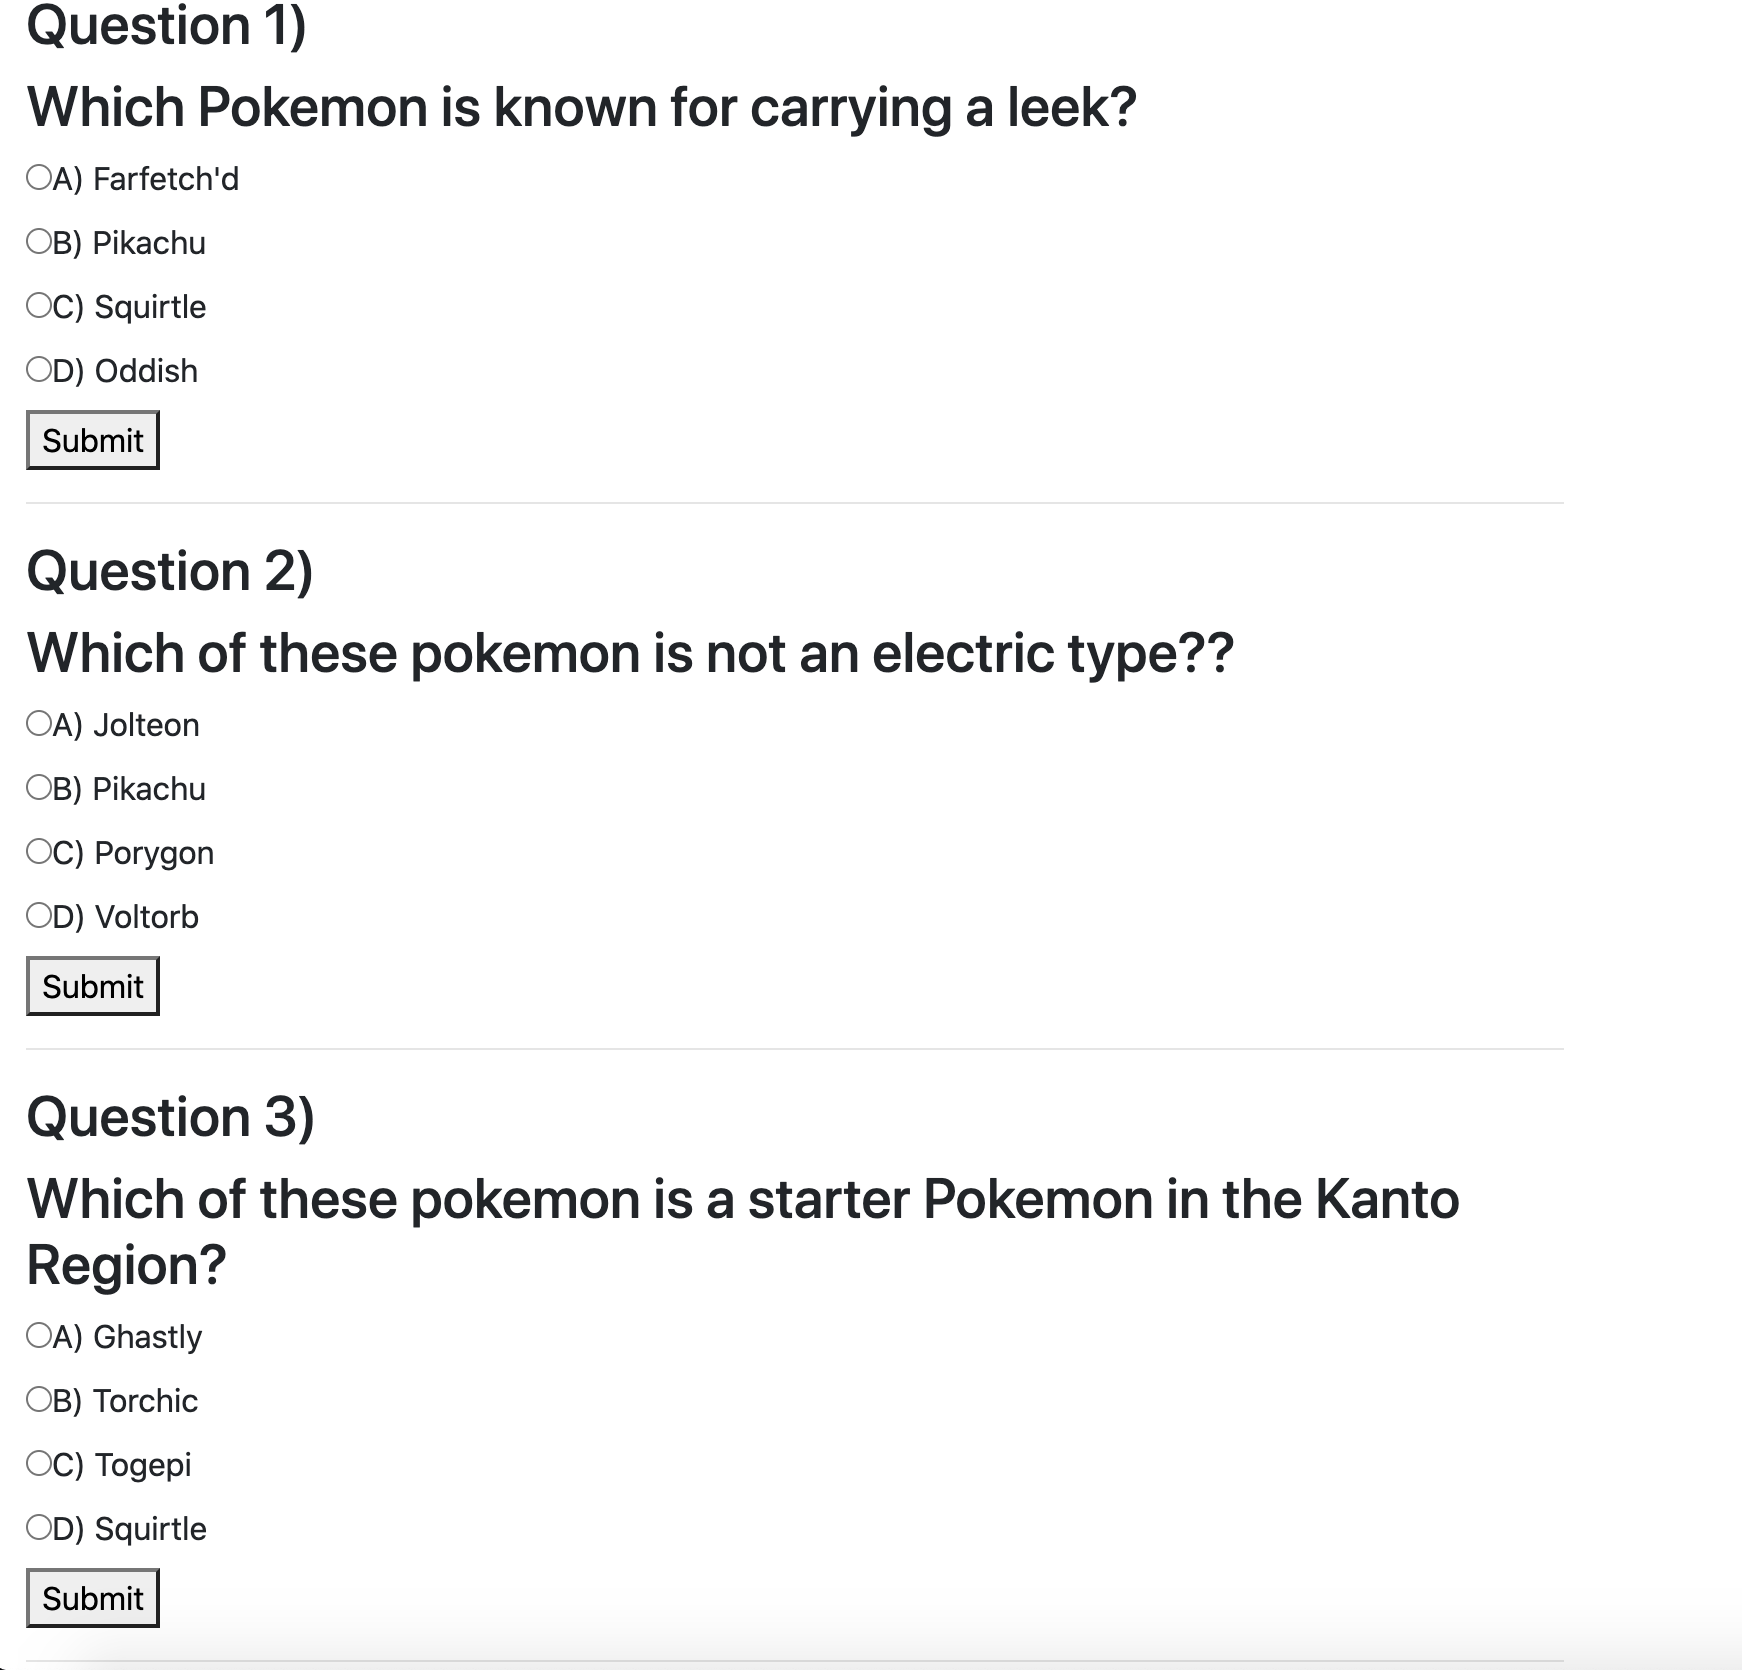 Question 1)
Which Pokemon is known for carrying a leek?
A) Farfetch'd
B) Pikachu
C) Squirtle
D) Oddish
Submit
Question 2)
Which of these pokemon is not an electric type??
A) Jolteon
B) Pikachu
C) Porygon
D) Voltorb
Submit
Question 3)
Which of these pokemon is a starter Pokemon in the Kanto
Region?
A) Ghastly
B) Torchic
C) Togepi
D) Squirtle
Submit